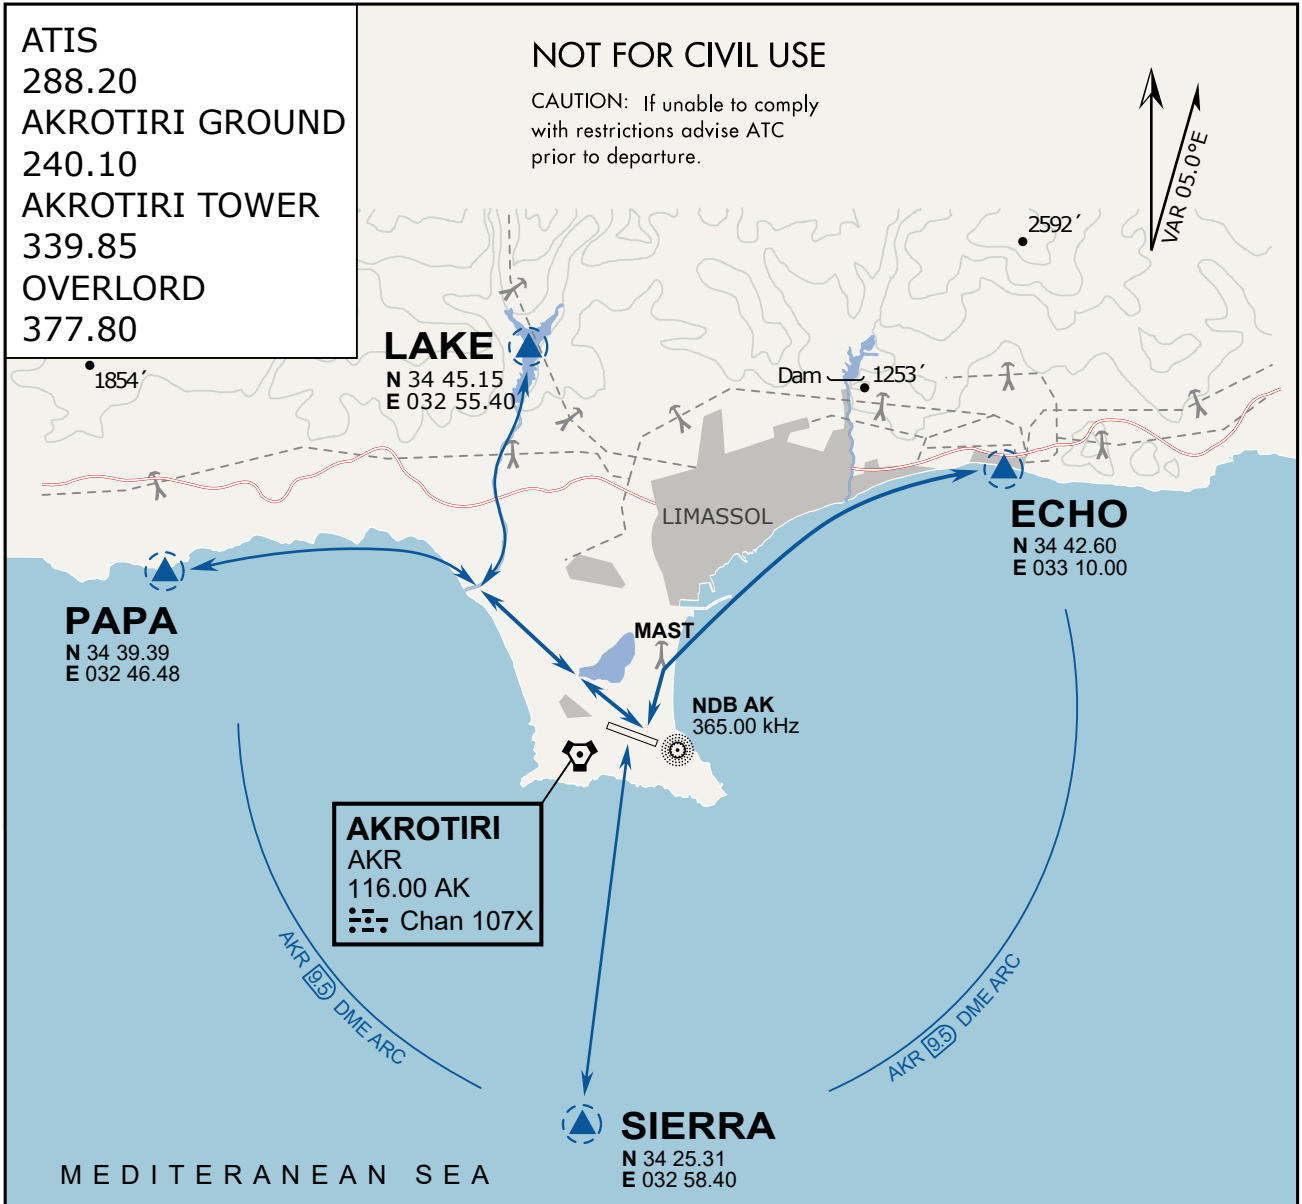 ATIS
288.20
AKROTIRI GROUND
240.10
AKROTIRI TOWER
339.85
OVERLORD
377.80
NOT FOR CIVIL USE
CAUTION: If unable to comply
with restrictions advise ATC
prior to departure.
VAR 05.0°E
2592´
1854´
LAKE
N 34 45.15
E 032 55.40
Dam
1253´
LIMASSOL
ECHO
N 34 42.60
E 033 10.00
PAPA
N 34 39.39
E 032 46.48
MAST
NDB AK
365.00 kHz
AKROTIRI
AKR
116.00 AK
Chan 107X
AKR 9.5 DME ARC
AKR 9.5 DME ARC
SIERRA
N 34 25.31
E 032 58.40
MEDITERANEAN SEA